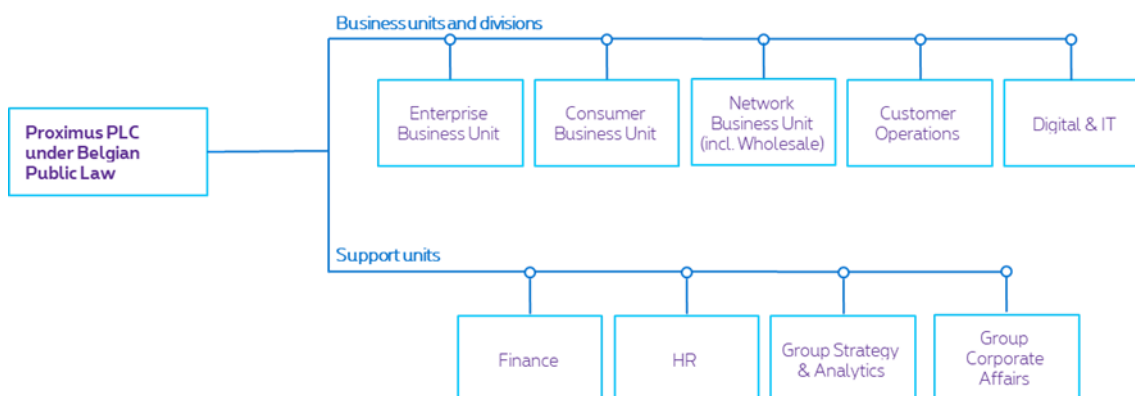 Business units and divisions
Proximus PLC
under Belgian
Public Law
Enterprise
Business Unit
Consumer
Business Unit
Network
Business Unit
(incl. Wholesale)
Customer
Operations
Digital & IT
Support units
Finance
HR
Group Strategy
& Analytics
Group
Corporate
Affairs